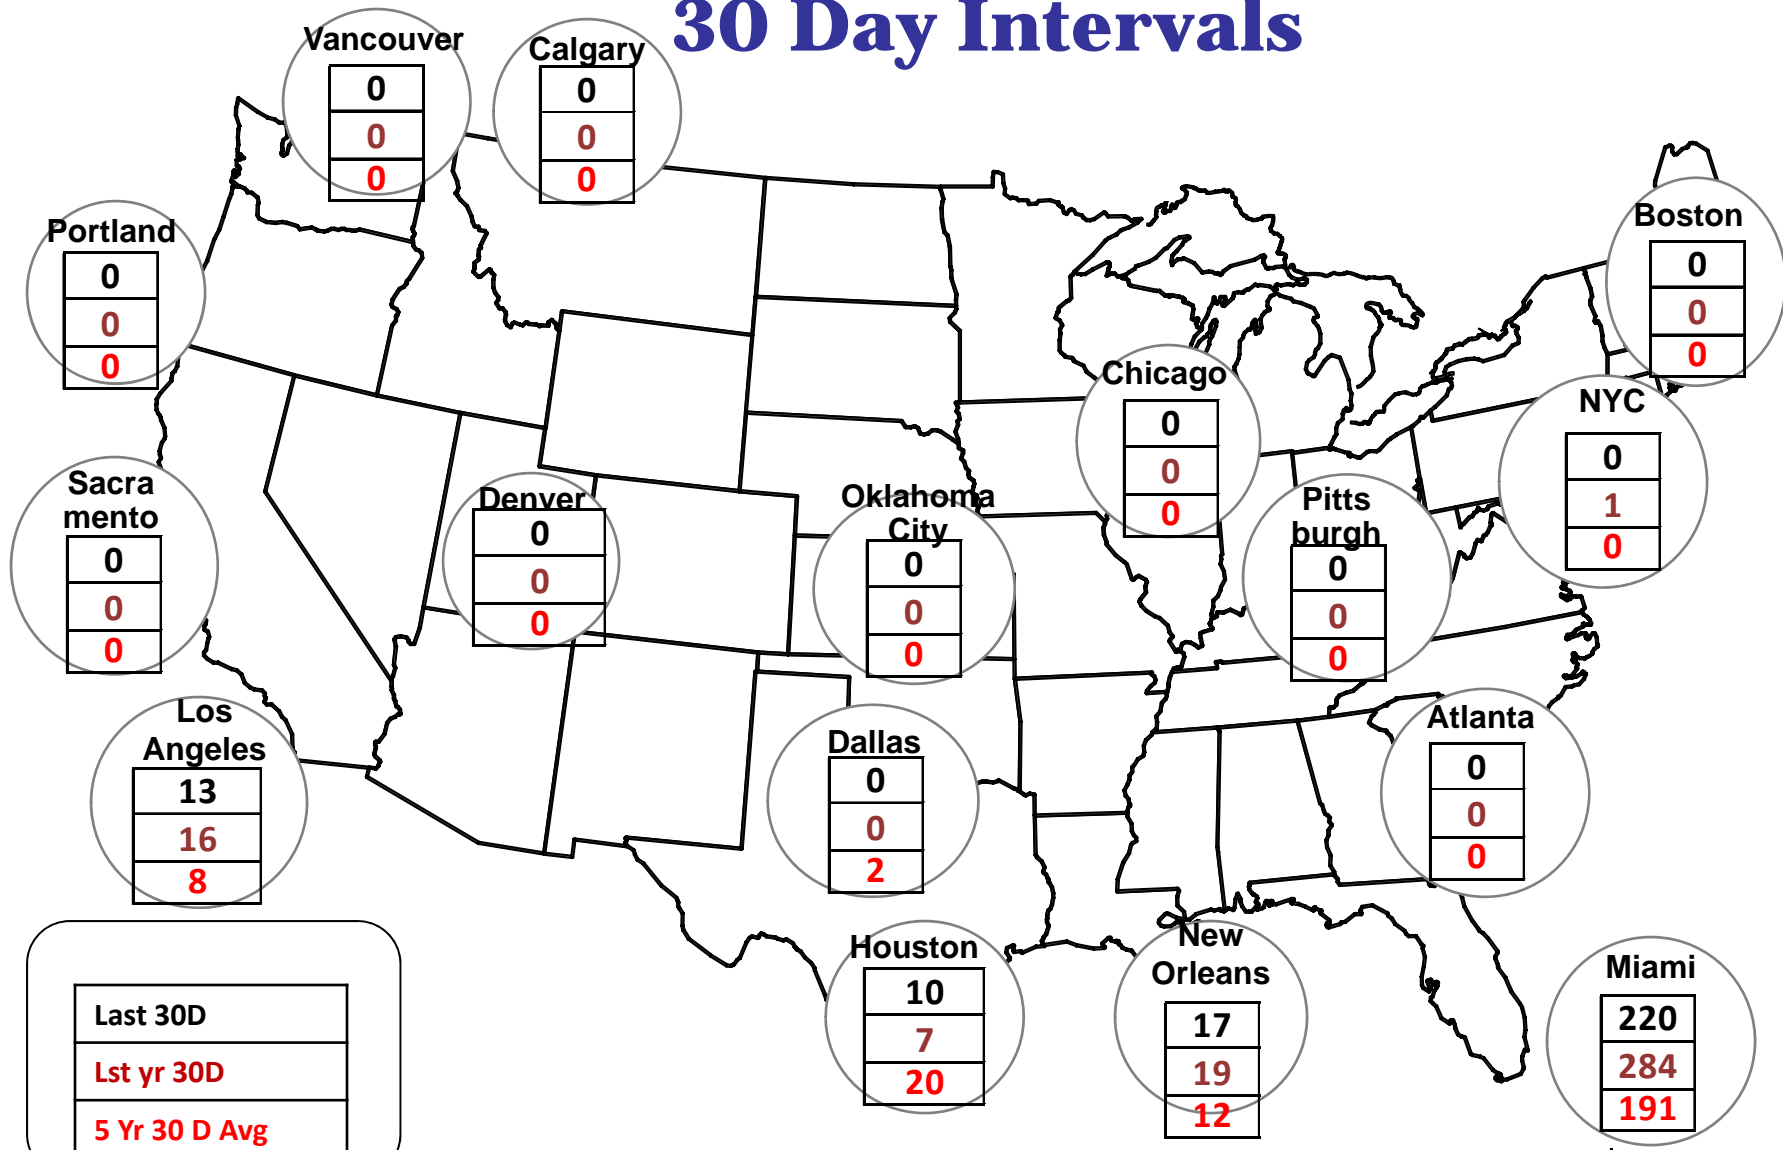 30 Day Intervals
Vancouver
0
0
0
Calgary
0
0
0
Portland
0
0
0
Boston
0
0
0
Chicago
0
0
0
NYC
0
1
0
Sacra
mento
0
0
0
Denver
0
0
0
Oklahoma
City
0
0
0
Pitts
burgh
0
0
0
Los
Angeles
13
16
8
Dallas
0
0
2
Atlanta
0
0
0
Houston
10
7
20
New
Orleans
17
19
12
Miami
220
284
191
Last 30D
Lst yr 30D
5 Yr 30 D Avg